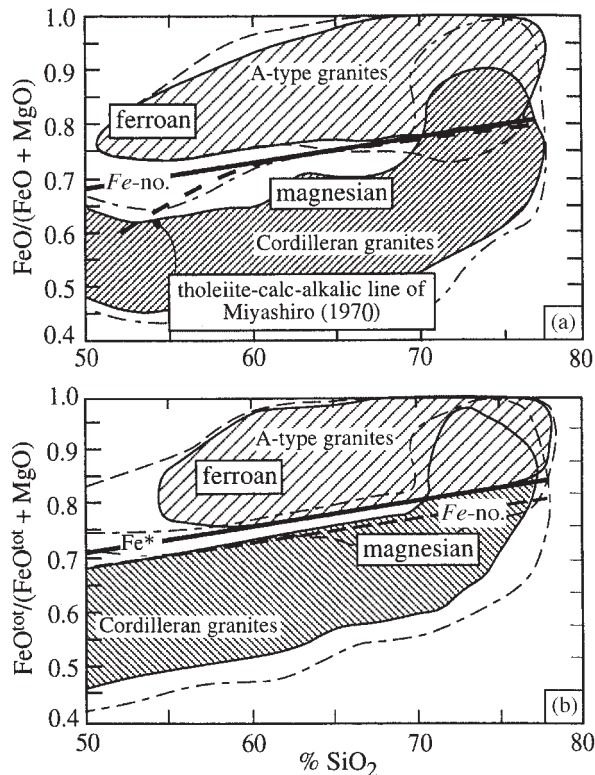 1.0
0.9
0.8
0.7
0.6
0.5
0.4
FeO/(FeO + MgO)
A-type granites
ferroan
Fe-no.
magnesian
Cordilleran granites
tholeiite-calc-alkalic line of
Miyashiro (1970)
(a)
50
60
70
80
1.0
0.9
0.8
0.7
0.6
0.5
0.4
FeOᵗᵒᵗ/(FeOᵗᵒᵗ + MgO)
A-type granites
ferroan
Fe-no.
Fe*
magnesian
Cordilleran granites
(b)
50
60
70
80
% SiO₂